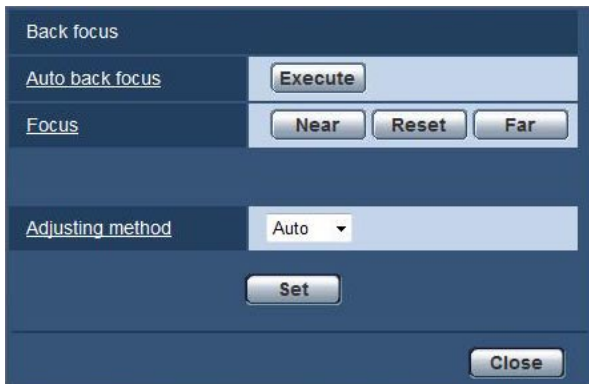 Back focus
Auto back focus Execute
Focus Near Reset Far
Adjusting method Auto
Set
Close